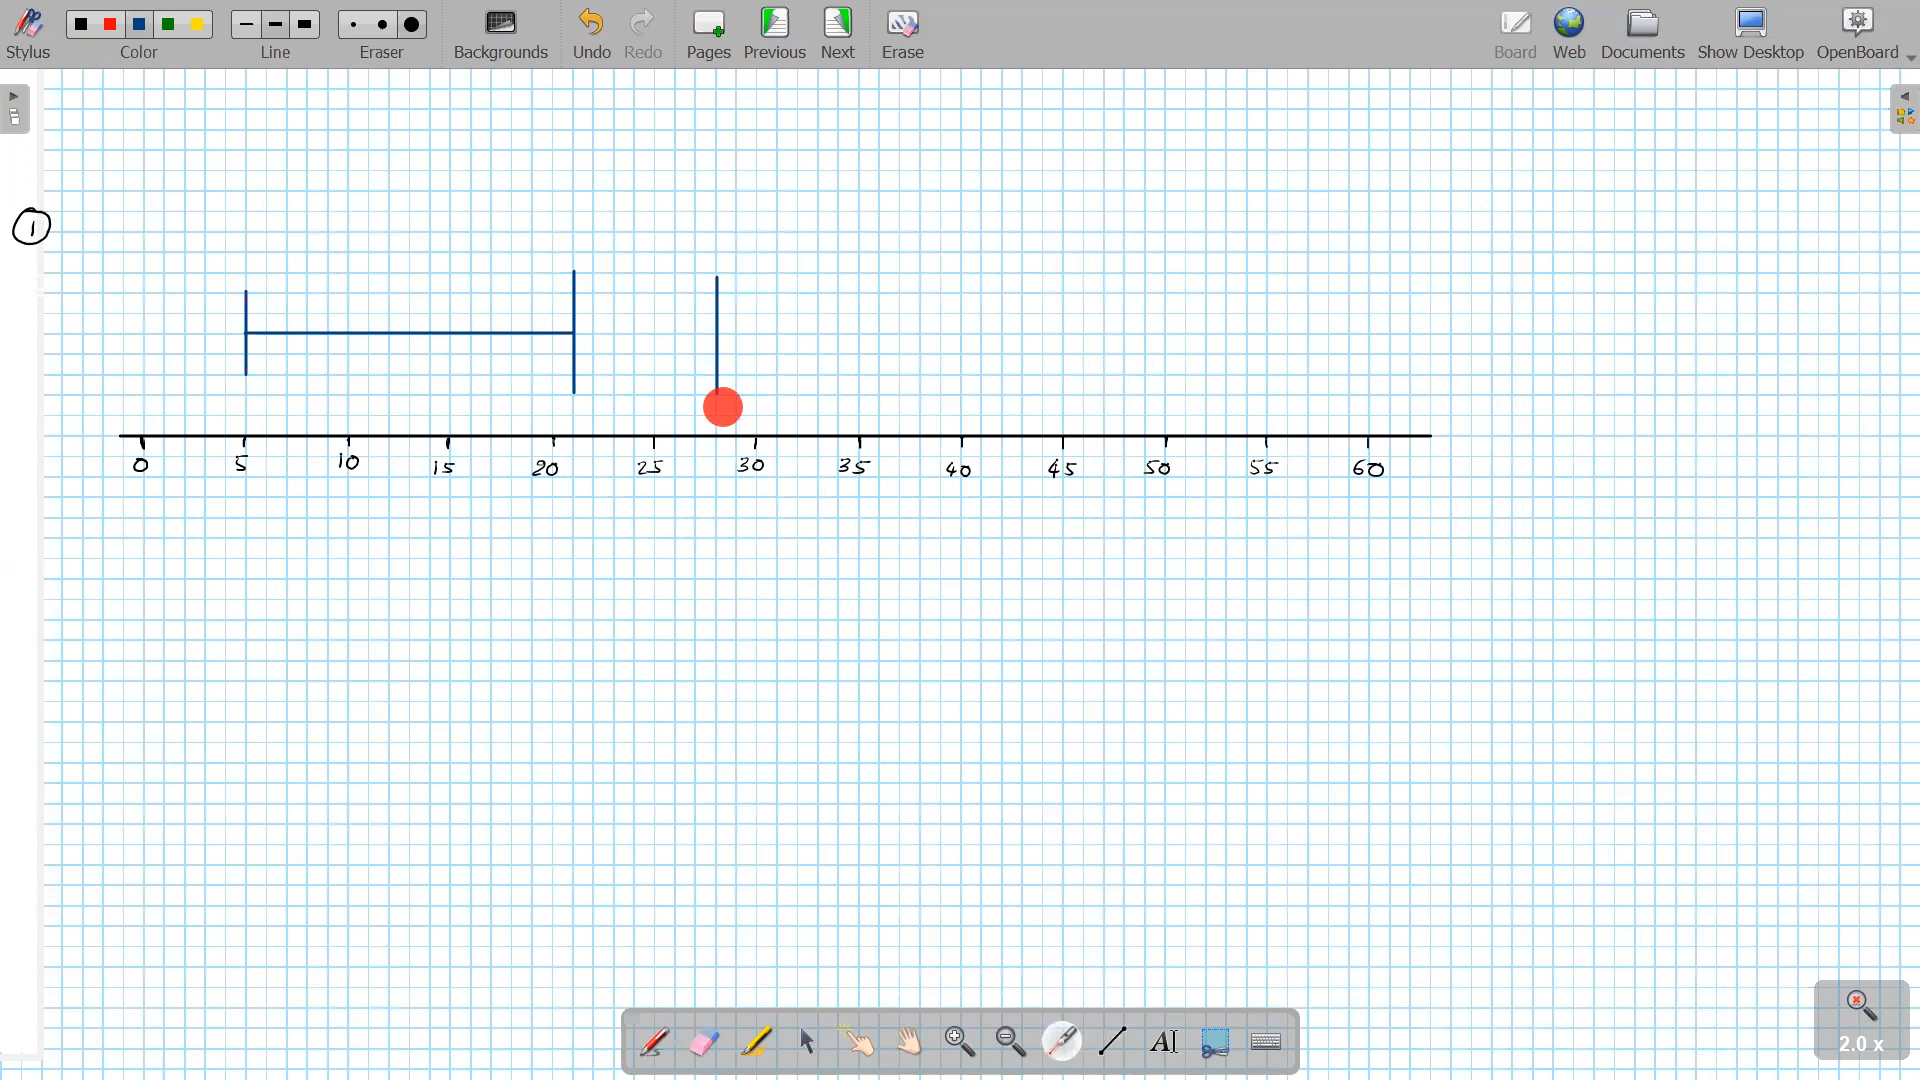 Stylus Color Line Eraser Backgrounds Undo Redo Pages Previous Next Erase Board Web Documents Show Desktop OpenBoard
1
0 5 10 15 20 25 30 35 40 45 50 55 60
2.0 x